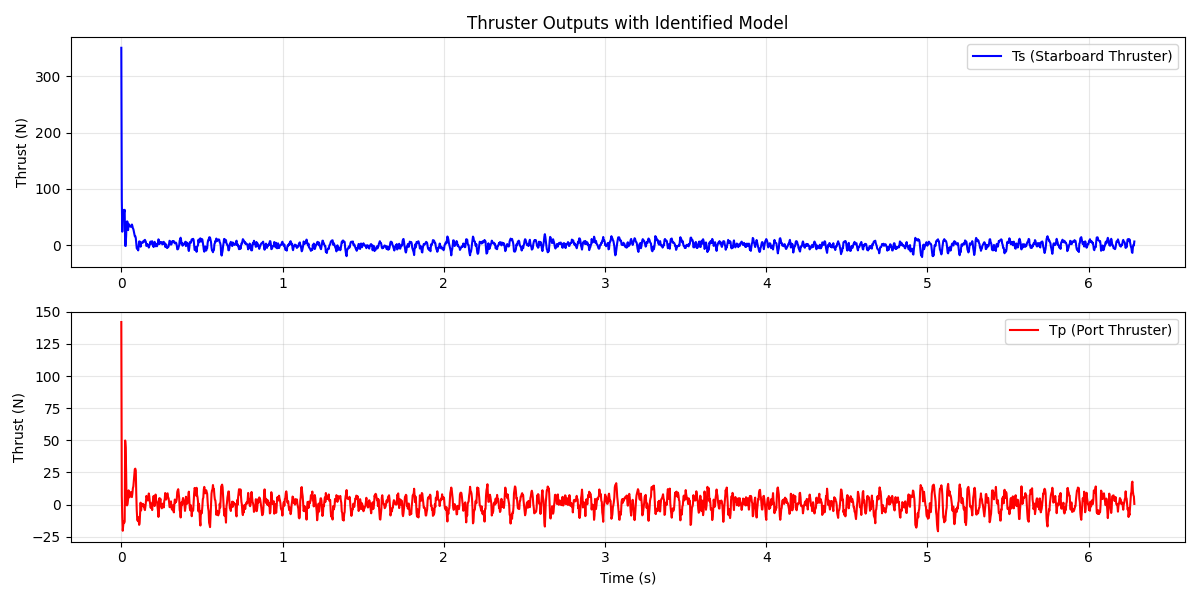 Thruster Outputs with Identified Model
Thrust (N)
300
200
100
0
Ts (Starboard Thruster)
0 1 2 3 4 5 6
Thrust (N)
150
125
100
75
50
25
0
−25
Tp (Port Thruster)
0 1 2 3 4 5 6
Time (s)